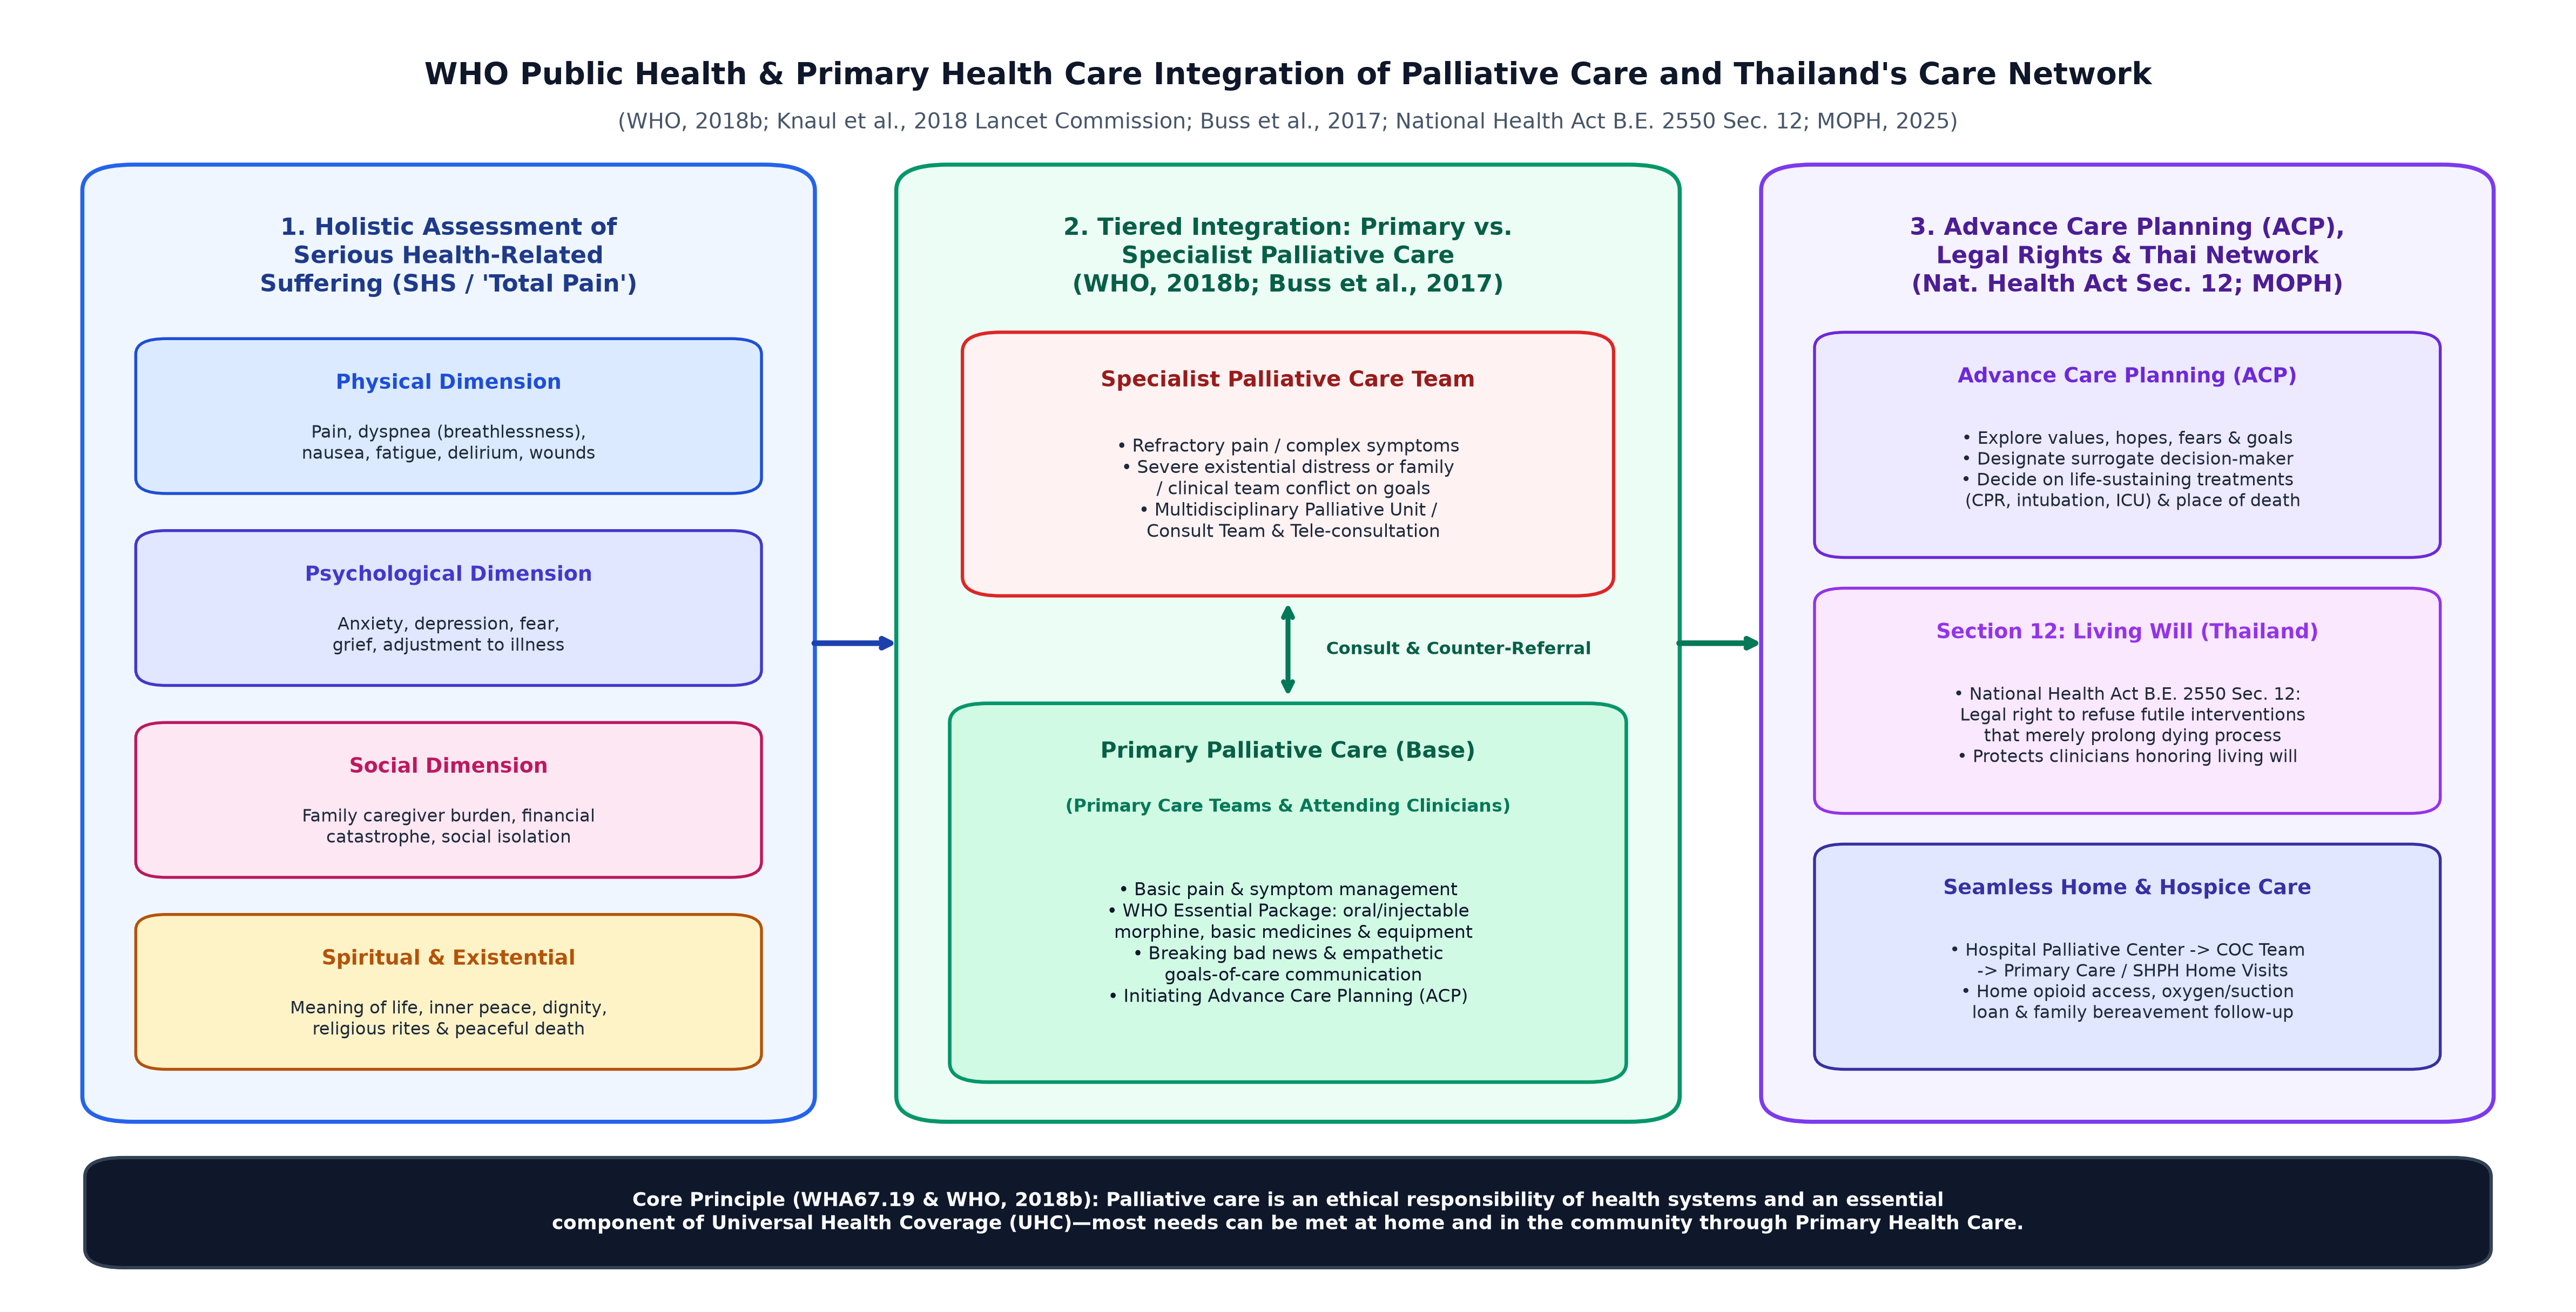 WHO Public Health & Primary Health Care Integration of Palliative Care and Thailand's Care Network
(WHO, 2018b; Knaul et al., 2018 Lancet Commission; Buss et al., 2017; National Health Act B.E. 2550 Sec. 12; MOPH, 2025)
1. Holistic Assessment of
Serious Health-Related
Suffering (SHS / 'Total Pain')
Physical Dimension
Pain, dyspnea (breathlessness),
nausea, fatigue, delirium, wounds
Psychological Dimension
Anxiety, depression, fear,
grief, adjustment to illness
Social Dimension
Family caregiver burden, financial
catastrophe, social isolation
Spiritual & Existential
Meaning of life, inner peace, dignity,
religious rites & peaceful death
2. Tiered Integration: Primary vs.
Specialist Palliative Care
(WHO, 2018b; Buss et al., 2017)
Specialist Palliative Care Team
• Refractory pain / complex symptoms
• Severe existential distress or family
/ clinical team conflict on goals
• Multidisciplinary Palliative Unit /
Consult Team & Tele-consultation
Consult & Counter-Referral
Primary Palliative Care (Base)
(Primary Care Teams & Attending Clinicians)
• Basic pain & symptom management
• WHO Essential Package: oral/injectable
morphine, basic medicines & equipment
• Breaking bad news & empathetic
goals-of-care communication
• Initiating Advance Care Planning (ACP)
3. Advance Care Planning (ACP),
Legal Rights & Thai Network
(Nat. Health Act Sec. 12; MOPH)
Advance Care Planning (ACP)
• Explore values, hopes, fears & goals
• Designate surrogate decision-maker
• Decide on life-sustaining treatments
(CPR, intubation, ICU) & place of death
Section 12: Living Will (Thailand)
• National Health Act B.E. 2550 Sec. 12:
Legal right to refuse futile interventions
that merely prolong dying process
• Protects clinicians honoring living will
Seamless Home & Hospice Care
• Hospital Palliative Center -> COC Team
-> Primary Care / SHPH Home Visits
• Home opioid access, oxygen/suction
loan & family bereavement follow-up
Core Principle (WHA67.19 & WHO, 2018b): Palliative care is an ethical responsibility of health systems and an essential
component of Universal Health Coverage (UHC)—most needs can be met at home and in the community through Primary Health Care.